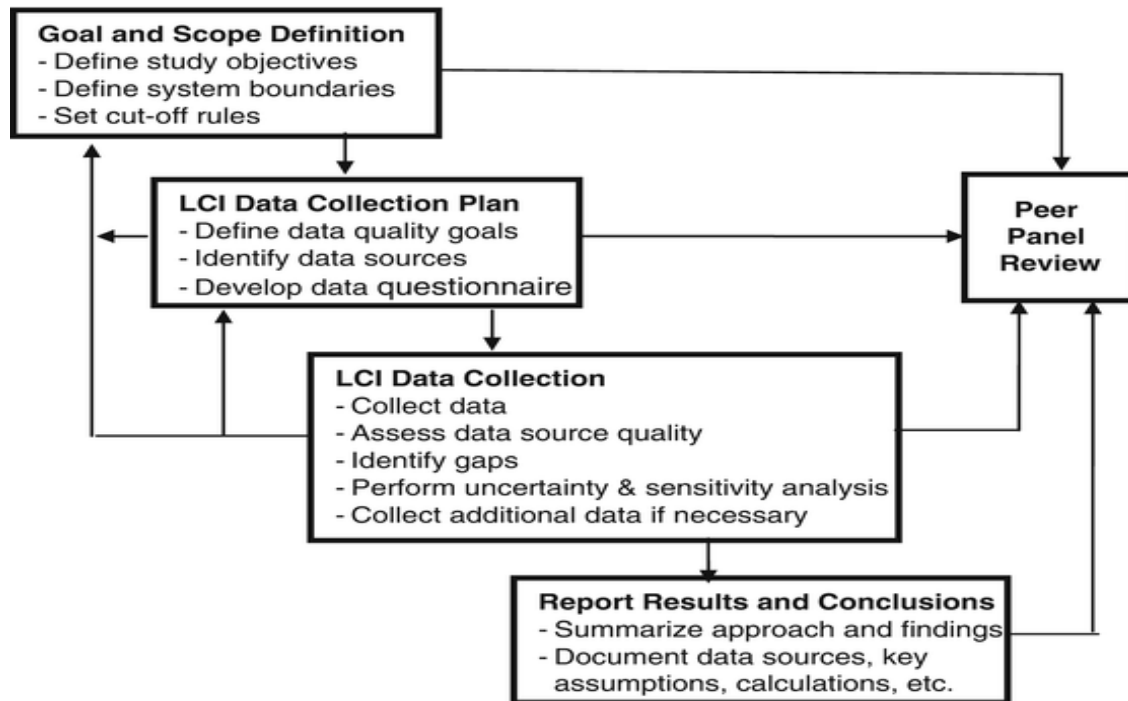 Goal and Scope Definition
- Define study objectives
- Define system boundaries
- Set cut-off rules
LCI Data Collection Plan
- Define data quality goals
- Identify data sources
- Develop data questionnaire
Peer
Panel
Review
LCI Data Collection
- Collect data
- Assess data source quality
- Identify gaps
- Perform uncertainty & sensitivity analysis
- Collect additional data if necessary
Report Results and Conclusions
- Summarize approach and findings
- Document data sources, key
assumptions, calculations, etc.